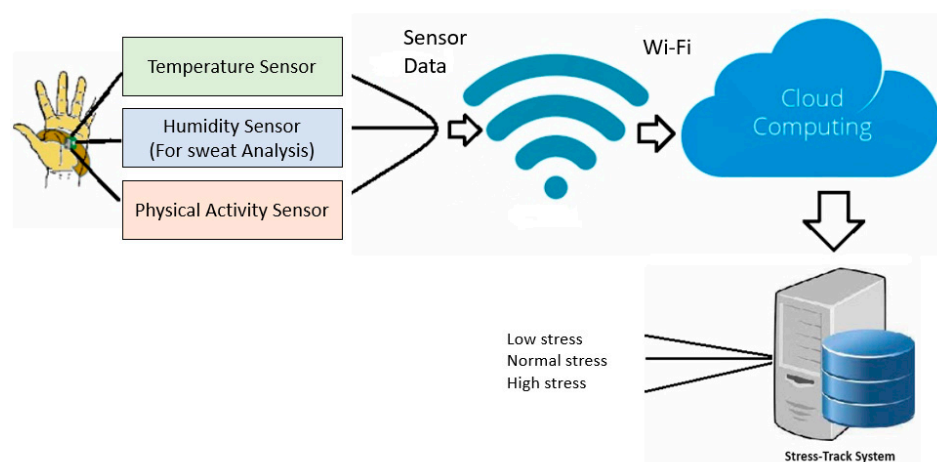 Temperature Sensor
Humidity Sensor
(For sweat Analysis)
Physical Activity Sensor
Sensor
Data
Wi-Fi
Cloud
Computing
Low stress
Normal stress
High stress
Stress-Track System